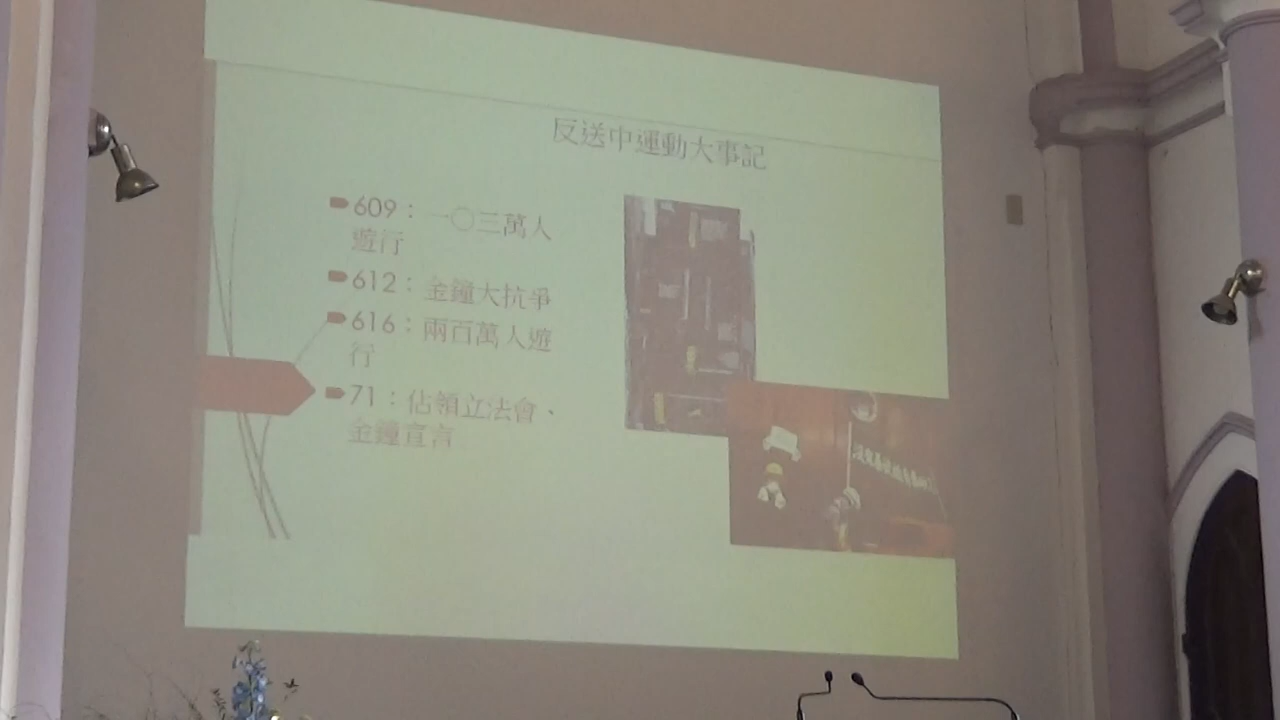 反送中運動大事記
609：一〇三萬人
遊行
612：金鐘大抗爭
616：兩百萬人遊
行
71：佔領立法會、
金鐘宣言